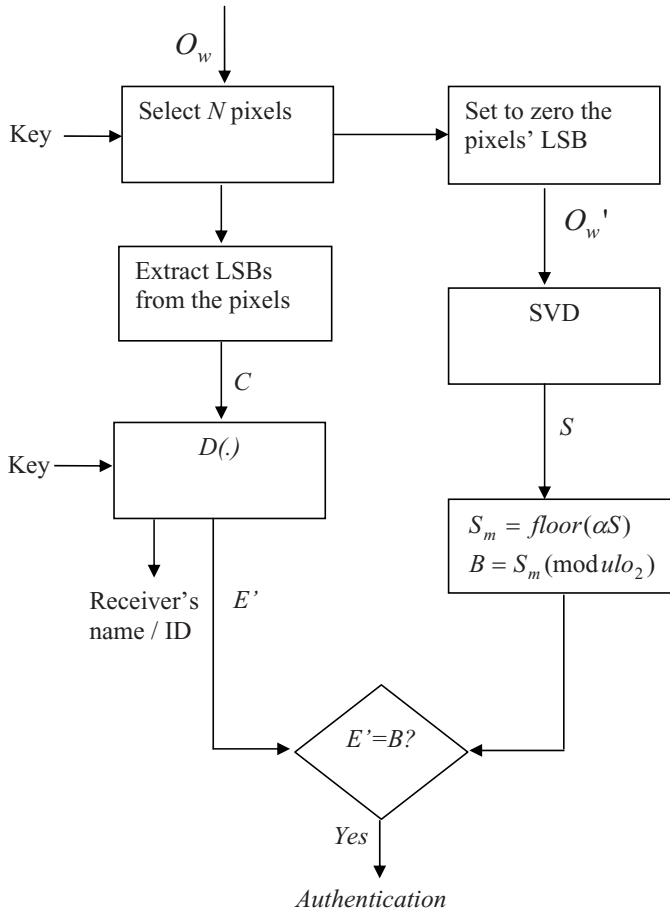 O_w
Key
Select N pixels
Set to zero the
pixels' LSB
O_w'
Extract LSBs
from the pixels
SVD
C
S
Key
D(.)
S_m = floor(αS)
B = S_m (modulo_2)
Receiver's
name / ID
E'
E'=B?
Yes
Authentication